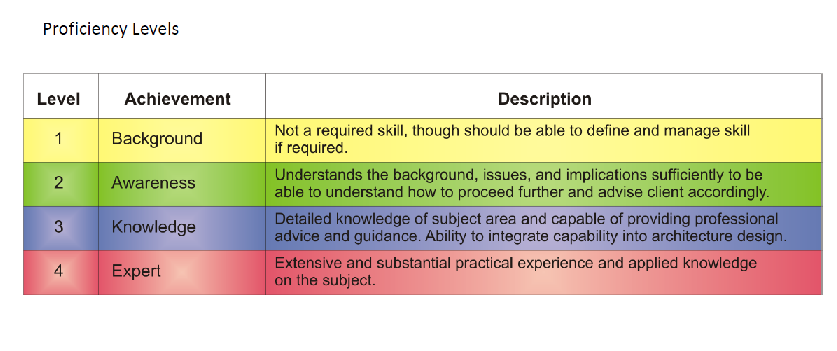 Proficiency Levels
Level Achievement Description
1 Background Not a required skill, though should be able to define and manage skill
if required.
2 Awareness Understands the background, issues, and implications sufficiently to be
able to understand how to proceed further and advise client accordingly.
3 Knowledge Detailed knowledge of subject area and capable of providing professional
advice and guidance. Ability to integrate capability into architecture design.
4 Expert Extensive and substantial practical experience and applied knowledge
on the subject.